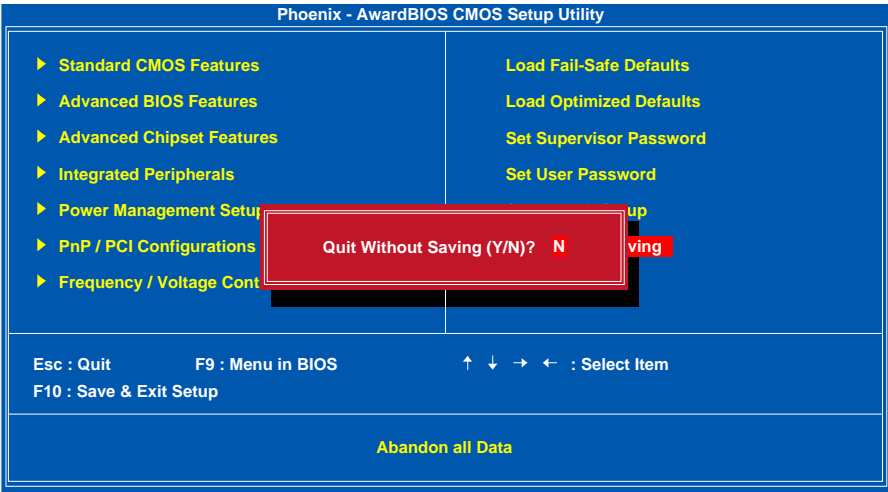 Phoenix - AwardBIOS CMOS Setup Utility
Standard CMOS Features
Advanced BIOS Features
Advanced Chipset Features
Integrated Peripherals
Power Management Setup
PnP / PCI Configurations
Frequency / Voltage Cont
Load Fail-Safe Defaults
Load Optimized Defaults
Set Supervisor Password
Set User Password
up
ving
Quit Without Saving (Y/N)? N
Esc : Quit F9 : Menu in BIOS ↑ ↓ → ← : Select Item
F10 : Save & Exit Setup
Abandon all Data